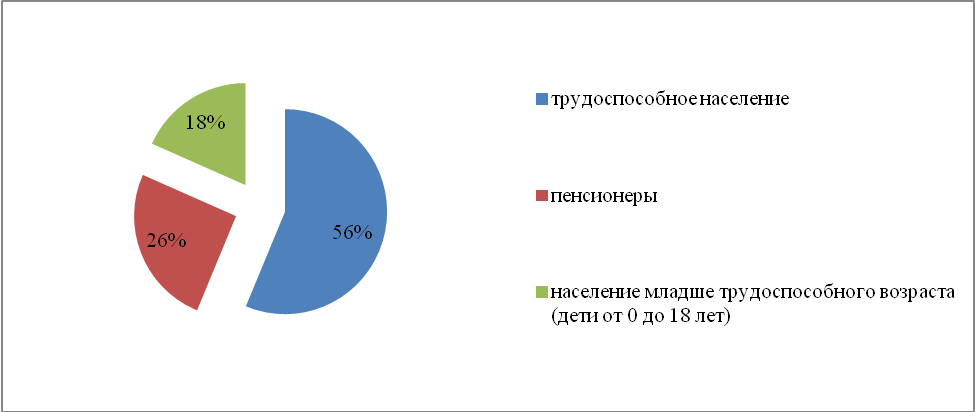 18%
26%
56%
трудоспособное население
пенсионеры
население младше трудоспособного возраста
(дети от 0 до 18 лет)